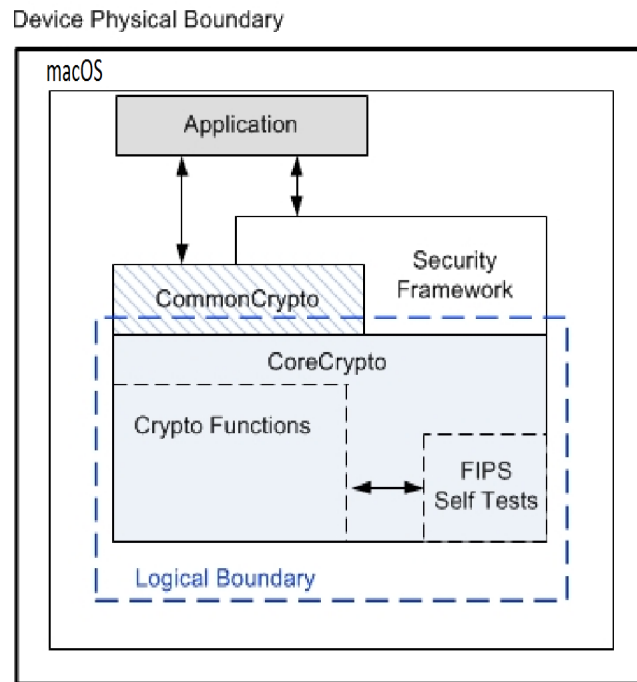 Device Physical Boundary
macOS
Application
Security
Framework
CommonCrypto
CoreCrypto
Crypto Functions
FIPS
Self Tests
Logical Boundary